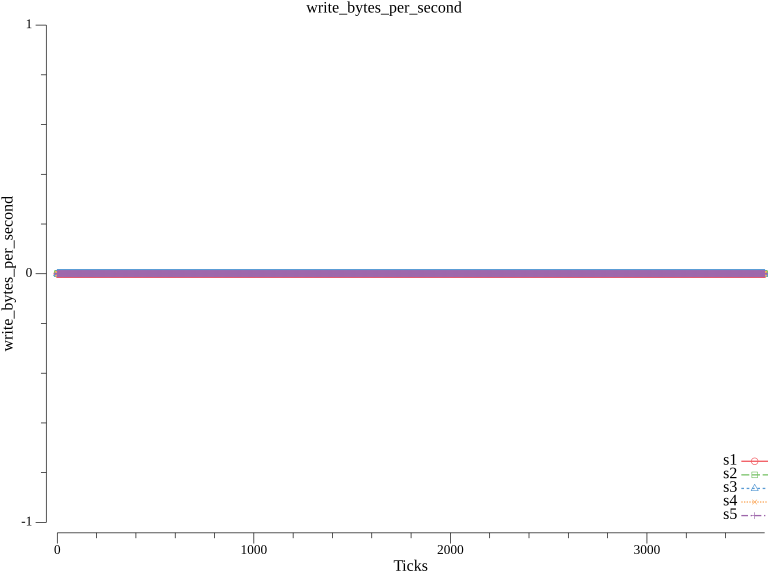 write_bytes_per_second
1
0
-1
write_bytes_per_second
0
1000
2000
3000
Ticks
s1
s2
s3
s4
s5